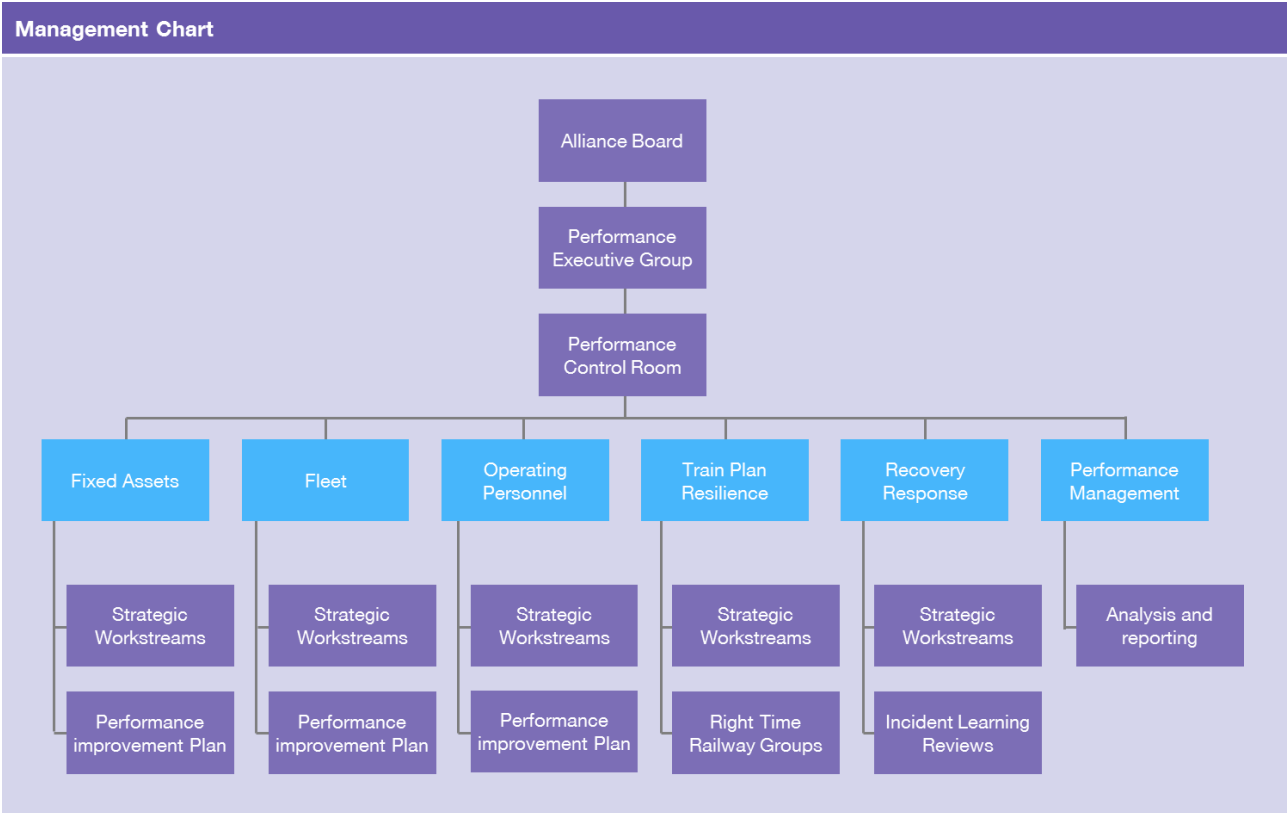 Management Chart
Alliance Board
Performance
Executive Group
Performance
Control Room
Fixed Assets
Fleet
Operating
Personnel
Train Plan
Resilience
Recovery
Response
Performance
Management
Strategic
Workstreams
Strategic
Workstreams
Strategic
Workstreams
Strategic
Workstreams
Strategic
Workstreams
Analysis and
reporting
Performance
improvement Plan
Performance
improvement Plan
Performance
improvement Plan
Right Time
Railway Groups
Incident Learning
Reviews